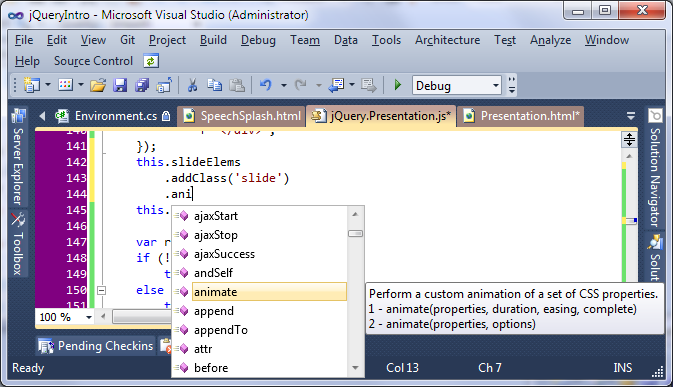 jQueryIntro - Microsoft Visual Studio (Administrator)
File Edit View Git Project Build Debug Team Data Tools Architecture Test Analyze Window
Help Source Control
Debug
Environment.cs SpeechSplash.html jQuery.Presentation.js* Presentation.html*
Server Explorer
Toolbox
Solution Navigator
140 </div>';
141 });
142 this.slideElems
143 .addClass('slide')
144 .ani
145 this.
146
147 var
148 if (!
149 t
150 else
151 t
ajaxStart
ajaxStop
ajaxSuccess
andSelf
animate
append
appendTo
attr
before
Perform a custom animation of a set of CSS properties.
1 - animate(properties, duration, easing, complete)
2 - animate(properties, options)
100 %
Pending Checkins
Ready
Col 13 Ch 7 INS